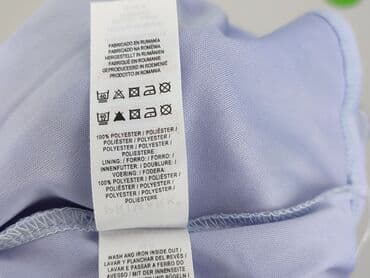 FABRICADO EN RUMANIA
FABRICADO NA ROMÉNIA
HERGESTELLT IN RUMÄNIEN
FABRIQUÉ EN ROUMANIE
GEPRODUCEERD IN ROEMENIË
PRODOTTO IN ROMANIA
100% POLYESTER / POLIÉSTER /
POLIÉSTER / POLYESTER /
POLYESTER / POLYESTER /
POLIESTERE
LINING: / FORRO: / FORRO: /
INNENFUTTER: / DOUBLURE: /
VOERING: / FODERA:
100% POLYESTER / POLIÉSTER /
POLIÉSTER / POLYESTER /
POLYESTER / POLYESTER /
POLIESTERE
WASH AND IRON INSIDE OUT /
LAVAR Y PLANCHAR DEL REVÉS /
LAVAR E PASSAR A FERRO DO
AVESSO / MIT DER INNENSEITE